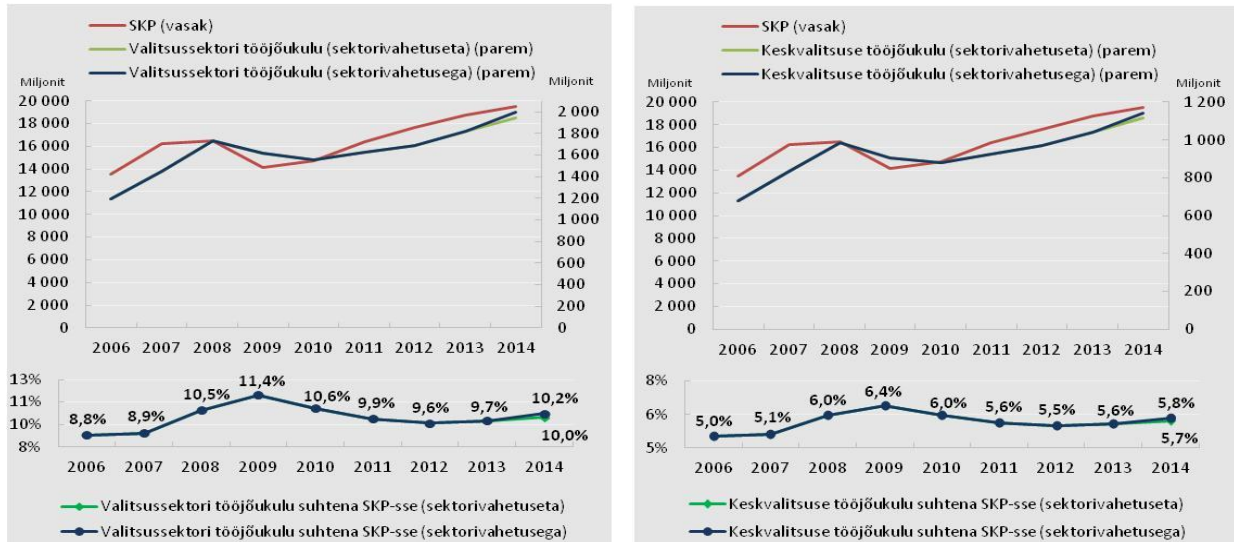 SKP (vasak)
Valitsussektori tööjõukulu (sektorivahetuseta) (parem)
Valitsussektori tööjõukulu (sektorivahetusega) (parem)
Miljonit
Miljonit
20 000
18 000
16 000
14 000
12 000
10 000
8 000
6 000
4 000
2 000
0
2 000
1 800
1 600
1 400
1 200
1 000
800
600
400
200
0
2006 2007 2008 2009 2010 2011 2012 2013 2014
13%
11%
10%
8%
8,8% 8,9% 10,5% 11,4% 10,6% 9,9% 9,6% 9,7% 10,2%
10,0%
2006 2007 2008 2009 2010 2011 2012 2013 2014
Valitsussektori tööjõukulu suhtena SKP-sse (sektorivahetuseta)
Valitsussektori tööjõukulu suhtena SKP-sse (sektorivahetusega)
SKP (vasak)
Keskvalitsuse tööjõukulu (sektorivahetuseta) (parem)
Keskvalitsuse tööjõukulu (sektorivahetusega) (parem)
Miljonit
Miljonit
20 000
18 000
16 000
14 000
12 000
10 000
8 000
6 000
4 000
2 000
0
1 200
1 000
800
600
400
200
0
2006 2007 2008 2009 2010 2011 2012 2013 2014
8%
6%
5%
5,0% 5,1% 6,0% 6,4% 6,0% 5,6% 5,5% 5,6% 5,8%
5,7%
2006 2007 2008 2009 2010 2011 2012 2013 2014
Keskvalitsuse tööjõukulu suhtena SKP-sse (sektorivahetuseta)
Keskvalitsuse tööjõukulu suhtena SKP-sse (sektorivahetusega)